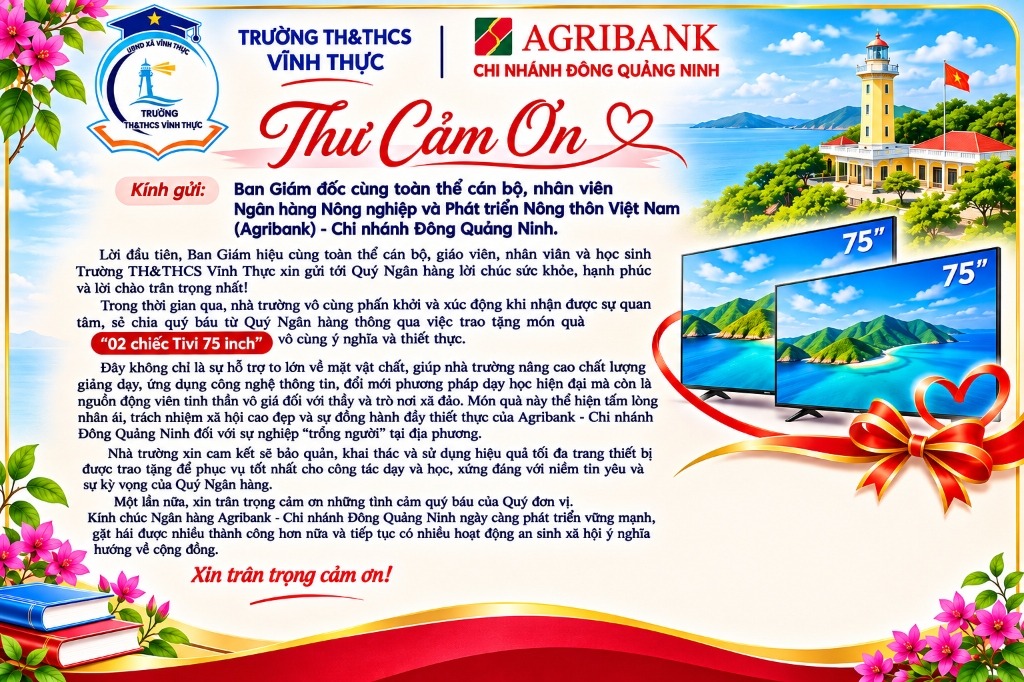 UBND XÃ VĨNH THỰC
TRƯỜNG
TH&THCS VĨNH THỰC
TRƯỜNG TH&THCS
VĨNH THỰC
AGRIBANK
CHI NHÁNH ĐÔNG QUẢNG NINH
Thư Cảm Ơn
Kính gửi:
Ban Giám đốc cùng toàn thể cán bộ, nhân viên
Ngân hàng Nông nghiệp và Phát triển Nông thôn Việt Nam
(Agribank) - Chi nhánh Đông Quảng Ninh.
Lời đầu tiên, Ban Giám hiệu cùng toàn thể cán bộ, giáo viên, nhân viên và học sinh
Trường TH&THCS Vĩnh Thực xin gửi tới Quý Ngân hàng lời chúc sức khỏe, hạnh phúc
và lời chào trân trọng nhất!
Trong thời gian qua, nhà trường vô cùng phấn khởi và xúc động khi nhận được sự quan
tâm, sẻ chia quý báu từ Quý Ngân hàng thông qua việc trao tặng món quà
“02 chiếc Tivi 75 inch” vô cùng ý nghĩa và thiết thực.
Đây không chỉ là sự hỗ trợ to lớn về mặt vật chất, giúp nhà trường nâng cao chất lượng
giảng dạy, ứng dụng công nghệ thông tin, đổi mới phương pháp dạy học hiện đại mà còn là
nguồn động viên tinh thần vô giá đối với thầy và trò nơi xã đảo. Món quà này thể hiện tấm lòng
nhân ái, trách nhiệm xã hội cao đẹp và sự đồng hành đầy thiết thực của Agribank - Chi nhánh
Đông Quảng Ninh đối với sự nghiệp “trồng người” tại địa phương.
Nhà trường xin cam kết sẽ bảo quản, khai thác và sử dụng hiệu quả tối đa trang thiết bị
được trao tặng để phục vụ tốt nhất cho công tác dạy và học, xứng đáng với niềm tin yêu và
sự kỳ vọng của Quý Ngân hàng.
Một lần nữa, xin trân trọng cảm ơn những tình cảm quý báu của Quý đơn vị.
Kính chúc Ngân hàng Agribank - Chi nhánh Đông Quảng Ninh ngày càng phát triển vững mạnh,
gặt hái được nhiều thành công hơn nữa và tiếp tục có nhiều hoạt động an sinh xã hội ý nghĩa
hướng về cộng đồng.
Xin trân trọng cảm ơn!
75”
75”